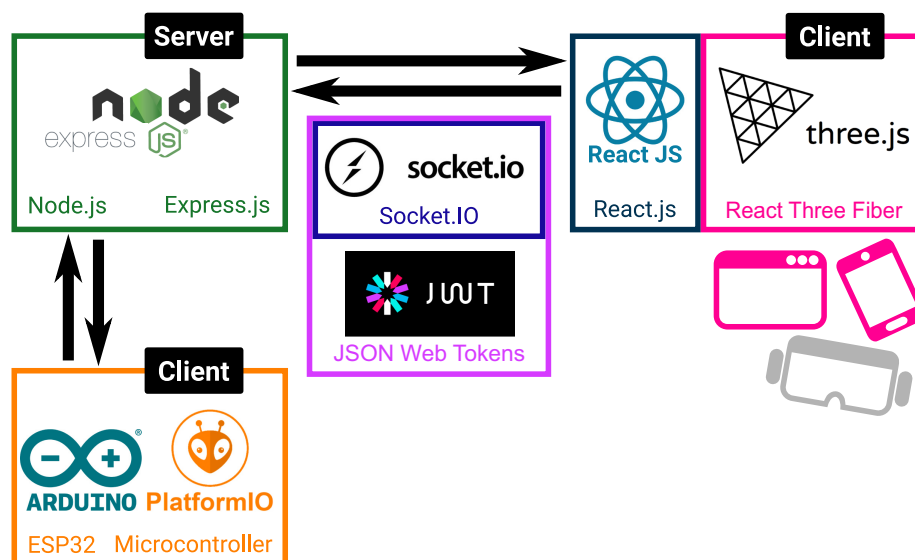 Server
node
express JS
Node.js Express.js
socket.io
Socket.IO
JWT
JSON Web Tokens
Client
React JS
three.js
React.js
React Three Fiber
Client
ARDUINO PlatformIO
ESP32 Microcontroller